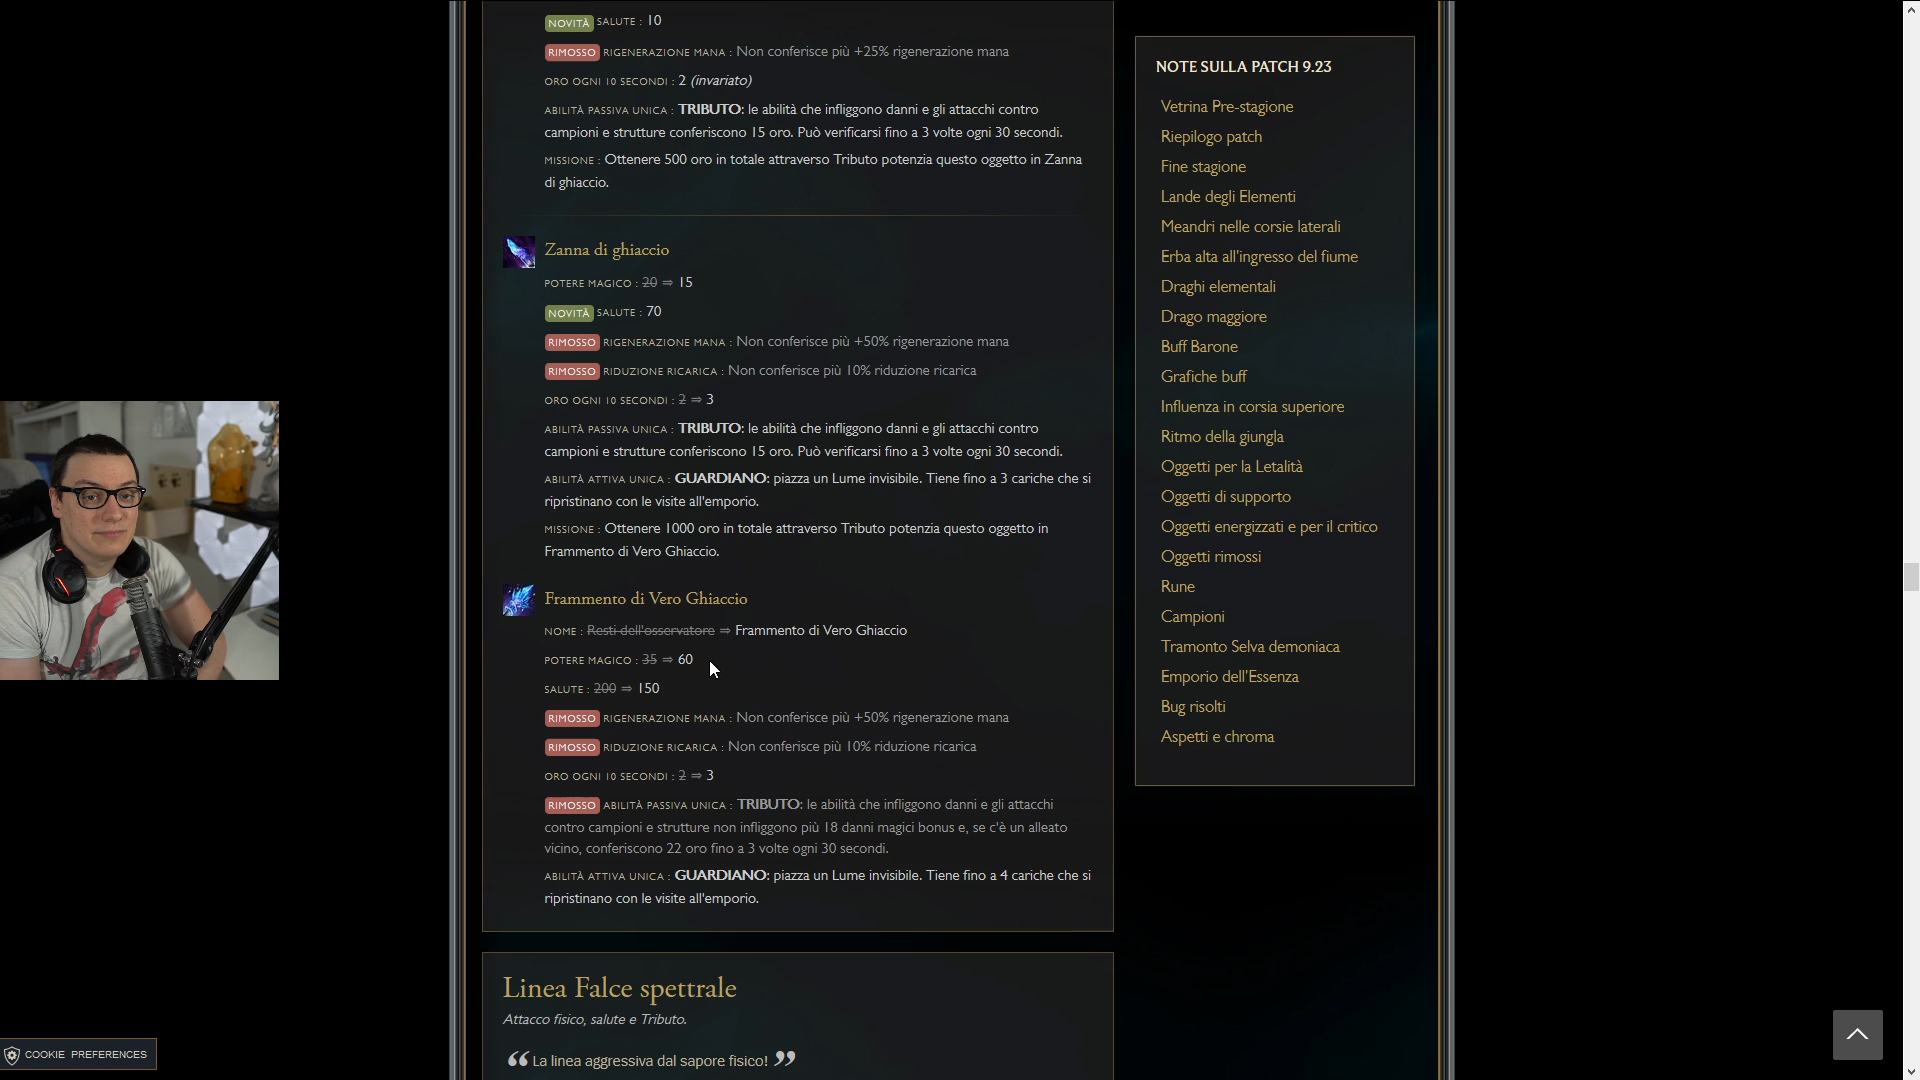 NOVITÀ SALUTE : 10
RIMOSSO RIGENERAZIONE MANA : Non conferisce più +25% rigenerazione mana
ORO OGNI 10 SECONDI : 2 (invariato)
ABILITÀ PASSIVA UNICA : TRIBUTO: le abilità che infliggono danni e gli attacchi contro
campioni e strutture conferiscono 15 oro. Può verificarsi fino a 3 volte ogni 30 secondi.
MISSIONE : Ottenere 500 oro in totale attraverso Tributo potenzia questo oggetto in Zanna
di ghiaccio.
Zanna di ghiaccio
POTERE MAGICO : 20 ⇒ 15
NOVITÀ SALUTE : 70
RIMOSSO RIGENERAZIONE MANA : Non conferisce più +50% rigenerazione mana
RIMOSSO RIDUZIONE RICARICA : Non conferisce più 10% riduzione ricarica
ORO OGNI 10 SECONDI : 2 ⇒ 3
ABILITÀ PASSIVA UNICA : TRIBUTO: le abilità che infliggono danni e gli attacchi contro
campioni e strutture conferiscono 15 oro. Può verificarsi fino a 3 volte ogni 30 secondi.
ABILITÀ ATTIVA UNICA : GUARDIANO: piazza un Lume invisibile. Tiene fino a 3 cariche che si
ripristinano con le visite all'emporio.
MISSIONE : Ottenere 1000 oro in totale attraverso Tributo potenzia questo oggetto in
Frammento di Vero Ghiaccio.
Frammento di Vero Ghiaccio
NOME : Resti dell'osservatore ⇒ Frammento di Vero Ghiaccio
POTERE MAGICO : 35 ⇒ 60
SALUTE : 200 ⇒ 150
RIMOSSO RIGENERAZIONE MANA : Non conferisce più +50% rigenerazione mana
RIMOSSO RIDUZIONE RICARICA : Non conferisce più 10% riduzione ricarica
ORO OGNI 10 SECONDI : 2 ⇒ 3
RIMOSSO ABILITÀ PASSIVA UNICA : TRIBUTO: le abilità che infliggono danni e gli attacchi
contro campioni e strutture non infliggono più 18 danni magici bonus e, se c'è un alleato
vicino, conferiscono 22 oro fino a 3 volte ogni 30 secondi.
ABILITÀ ATTIVA UNICA : GUARDIANO: piazza un Lume invisibile. Tiene fino a 4 cariche che si
ripristinano con le visite all'emporio.
Linea Falce spettrale
Attacco fisico, salute e Tributo.
“ La linea aggressiva dal sapore fisico! ”
NOTE SULLA PATCH 9.23
Vetrina Pre-stagione
Riepilogo patch
Fine stagione
Lande degli Elementi
Meandri nelle corsie laterali
Erba alta all'ingresso del fiume
Draghi elementali
Drago maggiore
Buff Barone
Grafiche buff
Influenza in corsia superiore
Ritmo della giungla
Oggetti per la Letalità
Oggetti di supporto
Oggetti energizzati e per il critico
Oggetti rimossi
Rune
Campioni
Tramonto Selva demoniaca
Emporio dell'Essenza
Bug risolti
Aspetti e chroma
COOKIE PREFERENCES